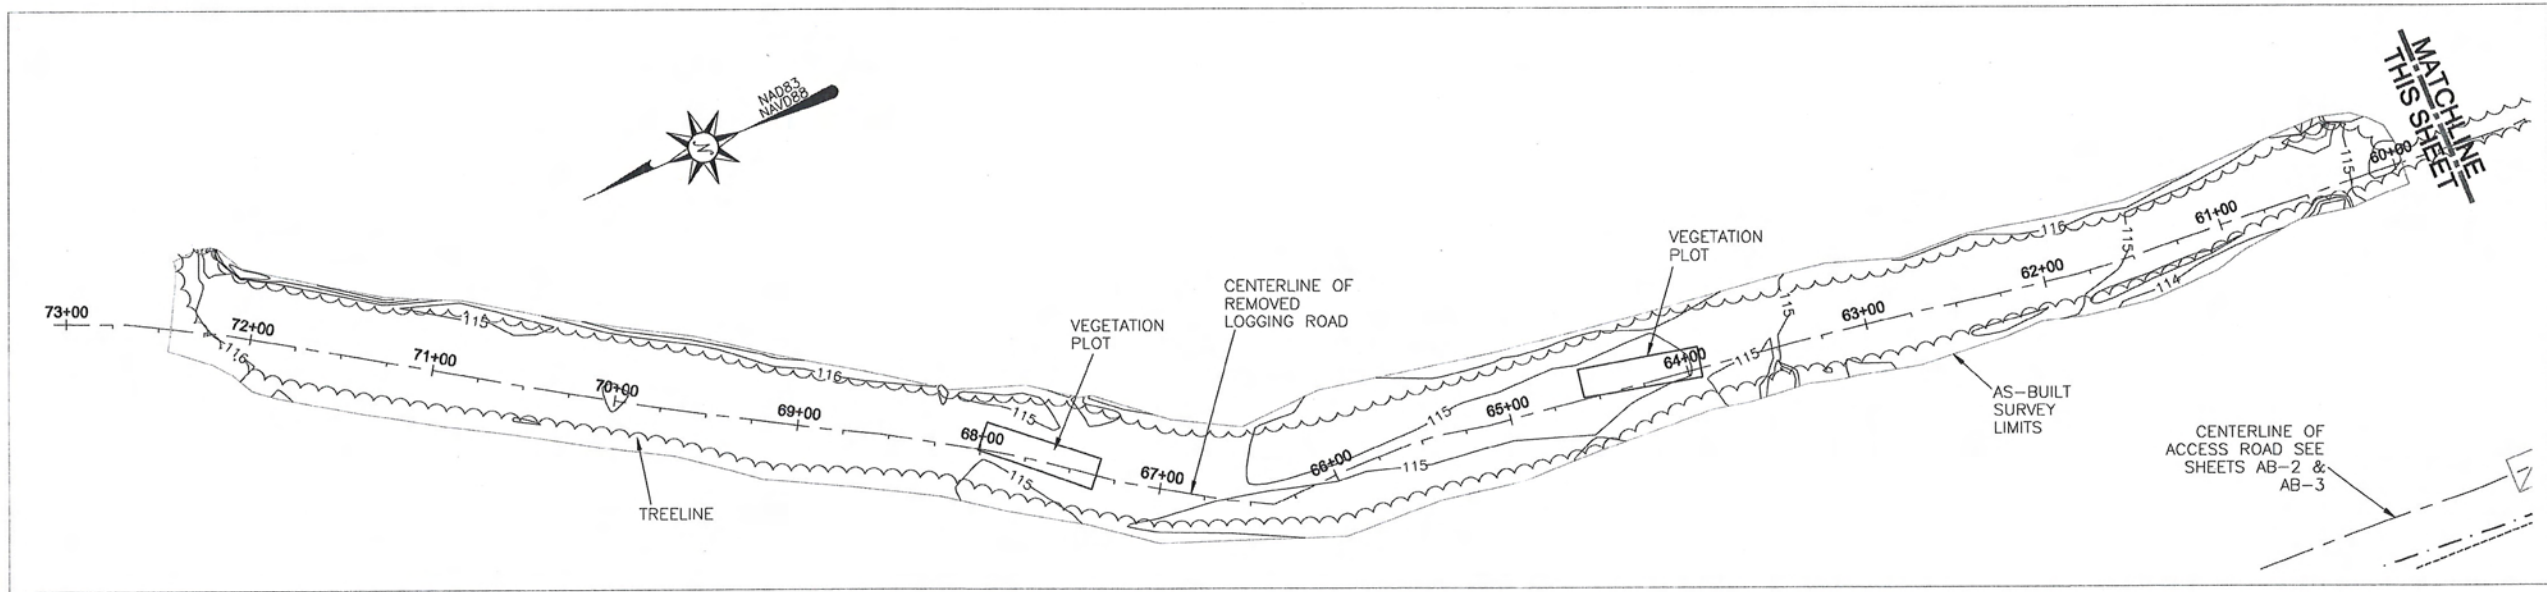 NAD83
NAVD88
N
MATCHLINE
THIS SHEET
73+00
72+00
71+00
70+00
69+00
68+00
67+00
66+00
65+00
64+00
63+00
62+00
61+00
60+00
116
115
116
115
115
115
115
115
115
116
115
114
115
VEGETATION
PLOT
CENTERLINE OF
REMOVED
LOGGING ROAD
VEGETATION
PLOT
TREELINE
AS-BUILT
SURVEY
LIMITS
CENTERLINE OF
ACCESS ROAD SEE
SHEETS AB-2 &
AB-3